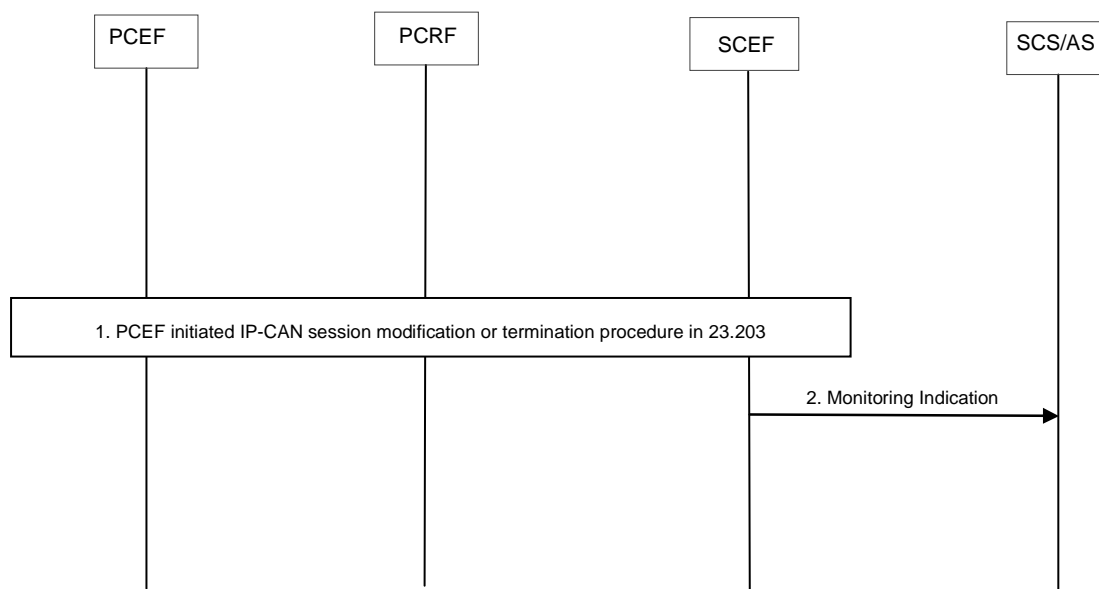 PCEF
PCRF
SCEF
SCS/AS
1. PCEF initiated IP-CAN session modification or termination procedure in 23.203
2. Monitoring Indication